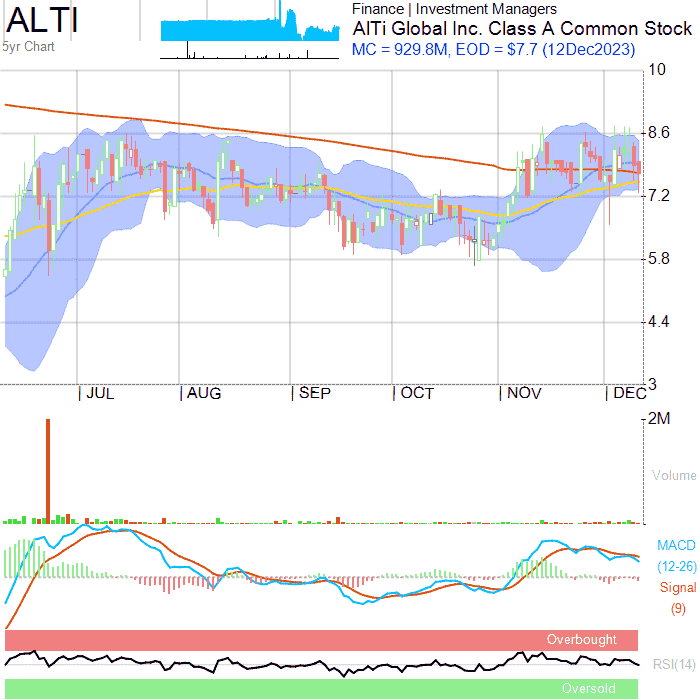 ALTI
5yr Chart
Finance | Investment Managers
AlTi Global Inc. Class A Common Stock
MC = 929.8M, EOD = $7.7 (12Dec2023)
10
8.6
7.2
5.8
4.4
3
| JUL
| AUG
| SEP
| OCT
| NOV
| DEC
2M
Volume
MACD
(12-26)
Signal
(9)
Overbought
RSI(14)
Oversold